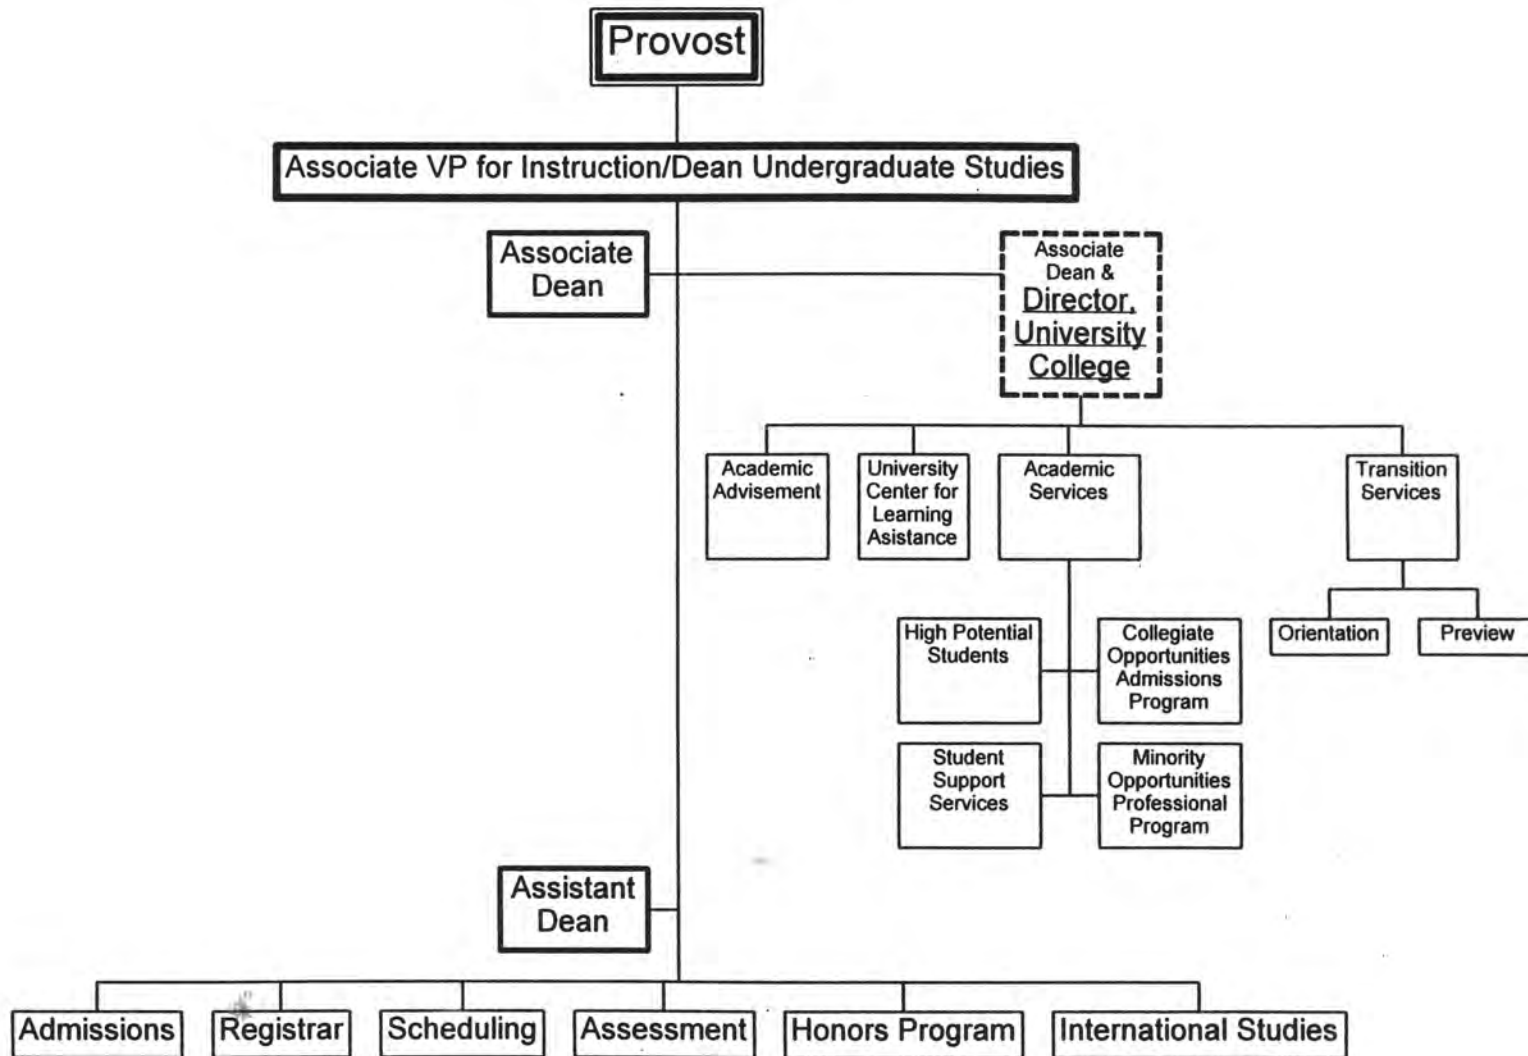 Provost
Associate VP for Instruction/Dean Undergraduate Studies
Associate
Dean
Associate
Dean &
Director,
University
College
Academic
Advisement
University
Center for
Learning
Asistance
Academic
Services
Transition
Services
High Potential
Students
Collegiate
Opportunities
Admissions
Program
Orientation
Preview
Student
Support
Services
Minority
Opportunities
Professional
Program
Assistant
Dean
Admissions
Registrar
Scheduling
Assessment
Honors Program
International Studies